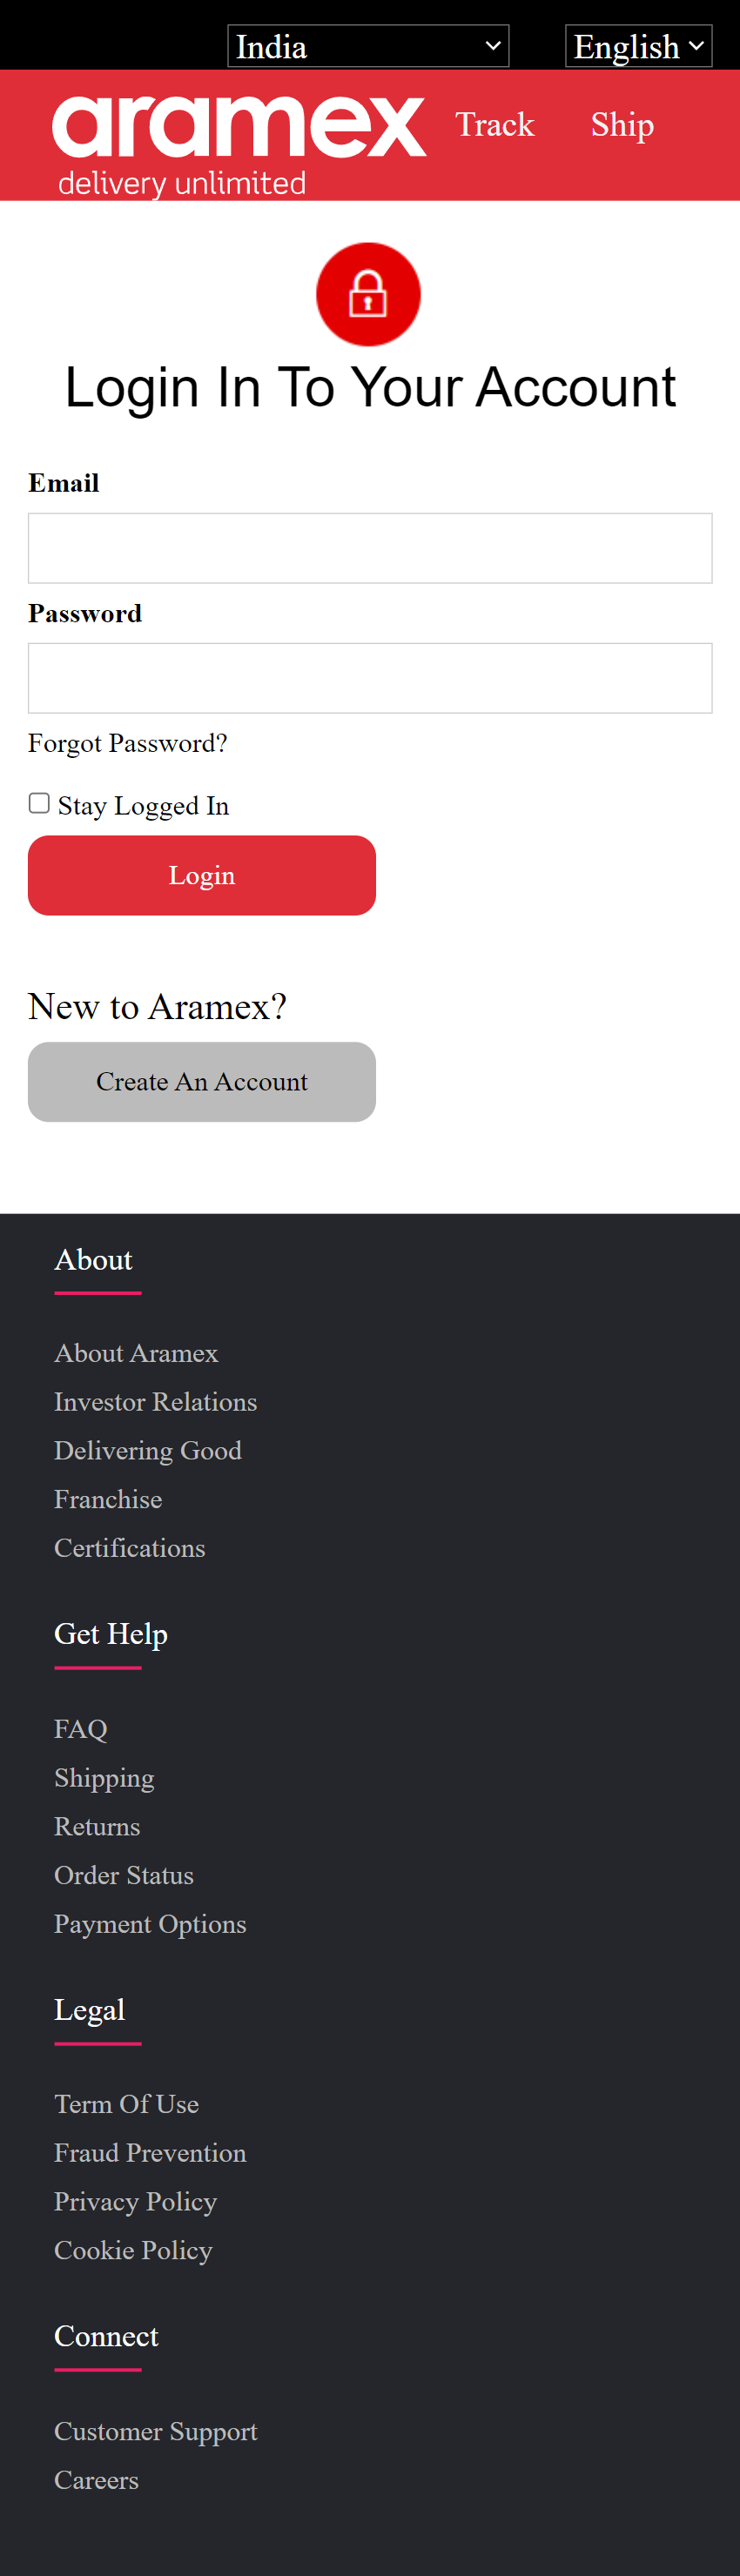 India English
aramex Track Ship
delivery unlimited
Login In To Your Account
Email
Password
Forgot Password?
Stay Logged In
Login
New to Aramex?
Create An Account
About
About Aramex
Investor Relations
Delivering Good
Franchise
Certifications
Get Help
FAQ
Shipping
Returns
Order Status
Payment Options
Legal
Term Of Use
Fraud Prevention
Privacy Policy
Cookie Policy
Connect
Customer Support
Careers